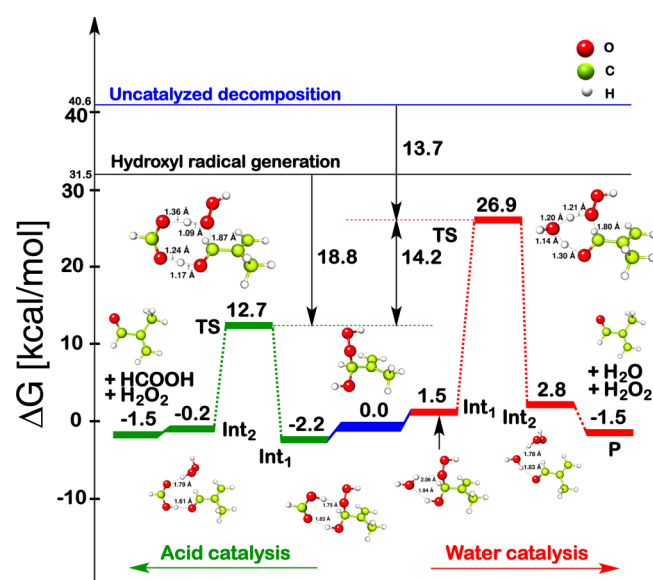 O
C
H
40.6
Uncatalyzed decomposition
40
13.7
Hydroxyl radical generation
31.5
30
1.36 Å
1.09 Å
1.87 Å
1.24 Å
1.17 Å
26.9
TS
1.21 Å
1.20 Å
1.80 Å
1.14 Å
1.30 Å
18.8
14.2
20
12.7
TS
10
ΔG [kcal/mol]
+ HCOOH
+ H2O2
+ H2O
+ H2O2
-1.5
-0.2
Int2
-2.2
Int1
0.0
1.5
Int1
2.8
Int2
-1.5
P
0
1.79 Å
1.61 Å
1.75 Å
1.63 Å
2.06 Å
1.94 Å
1.78 Å
1.83 Å
-10
Acid catalysis
Water catalysis